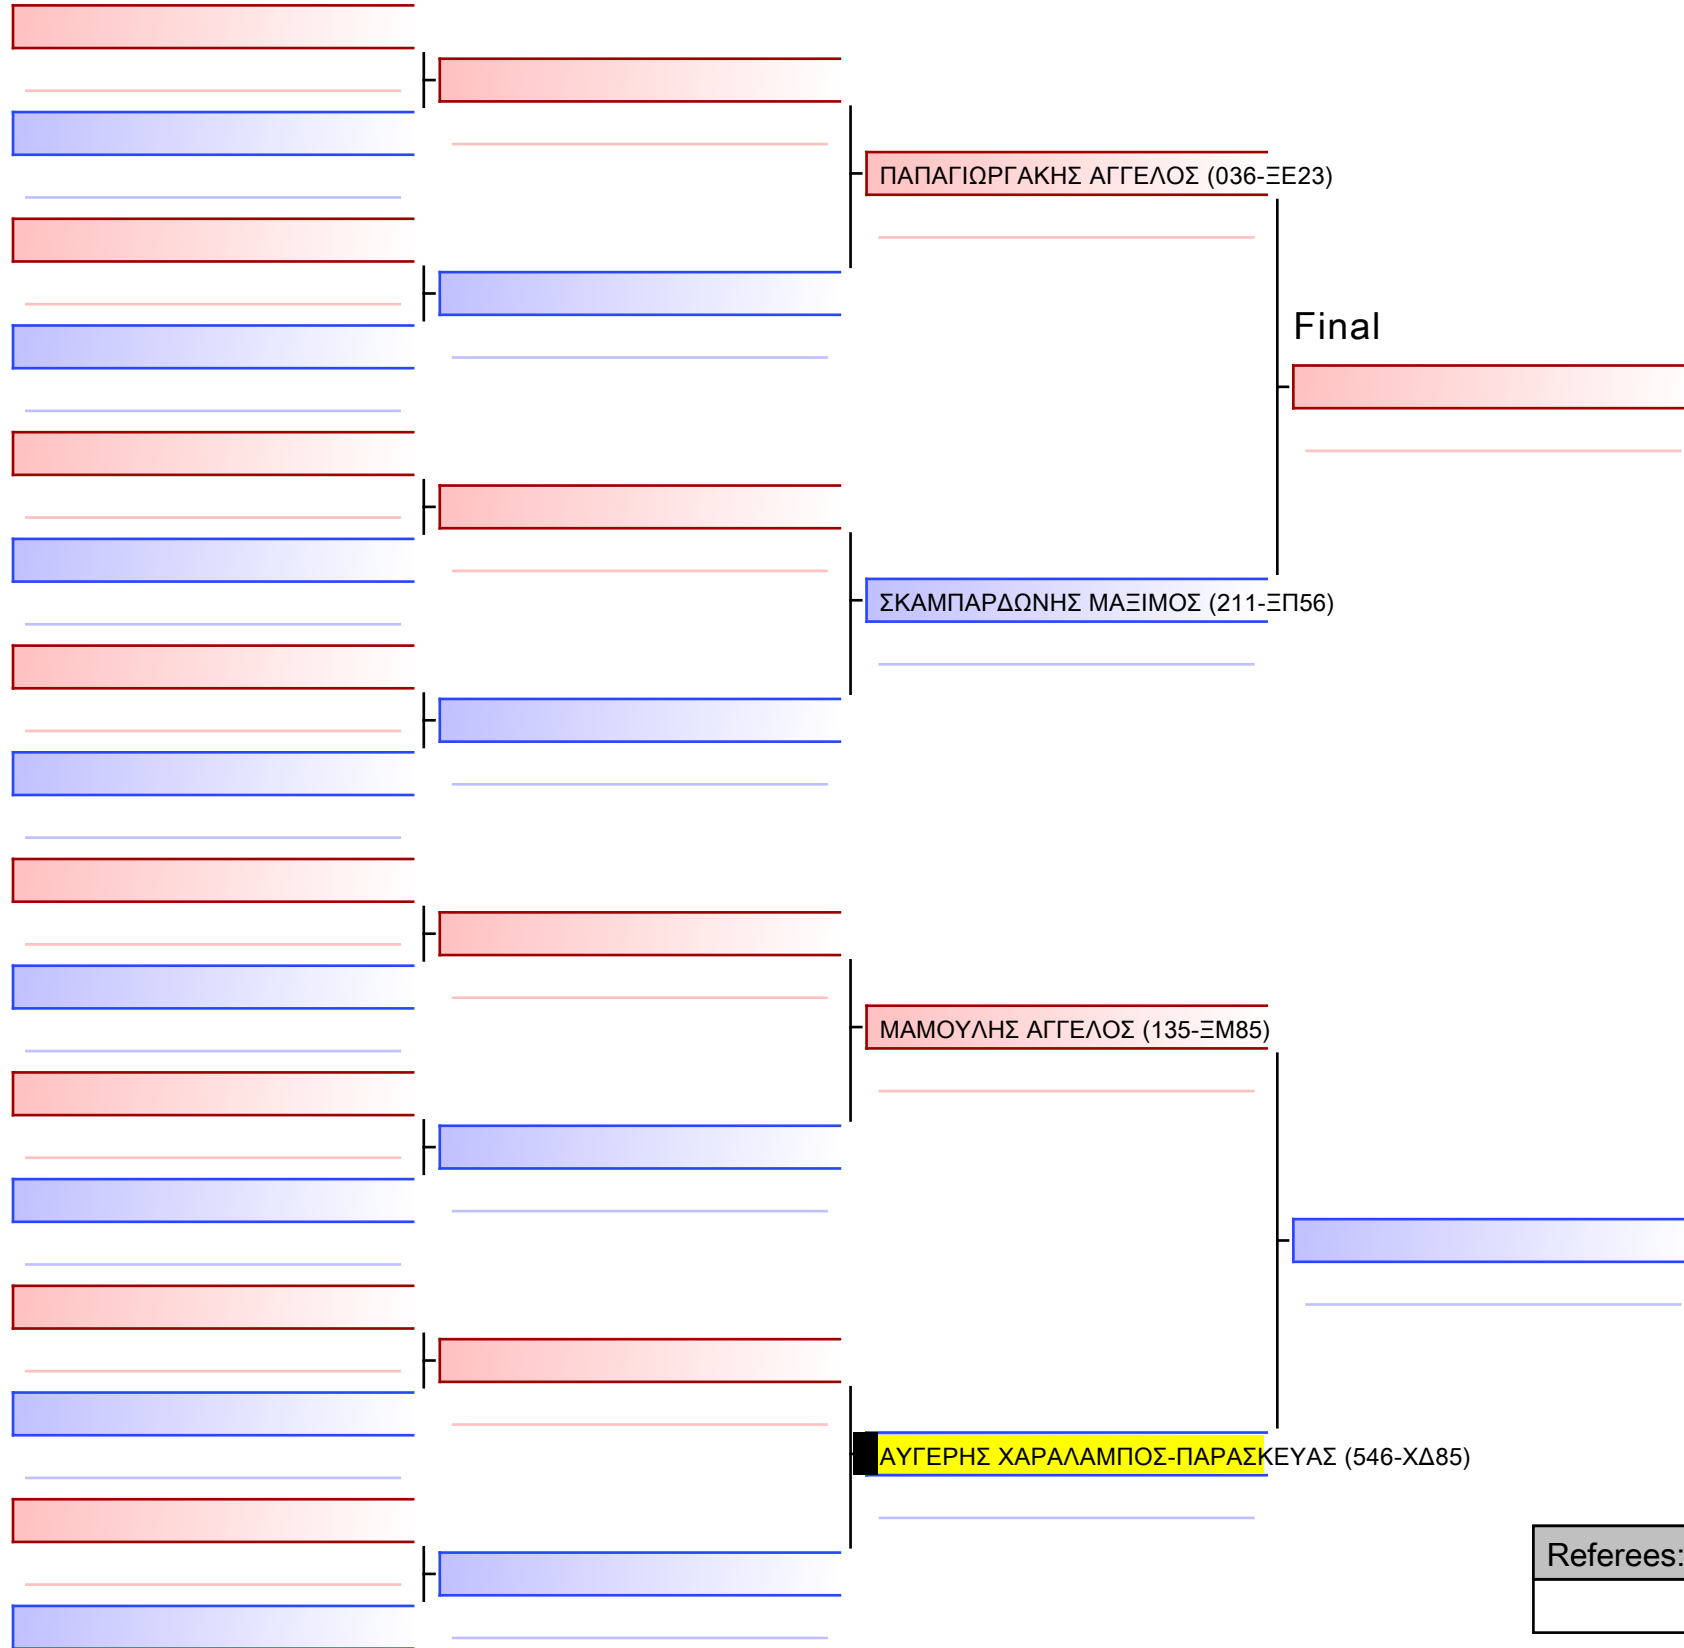 ΠΑΠΑΓΙΩΡΓΑΚΗΣ ΑΓΓΕΛΟΣ (036-ΞΕ23)
Final
ΣΚΑΜΠΑΡΔΩΝΗΣ ΜΑΞΙΜΟΣ (211-ΞΠ56)
ΜΑΜΟΥΛΗΣ ΑΓΓΕΛΟΣ (135-ΞΜ85)
ΑΥΓΕΡΗΣ ΧΑΡΑΛΑΜΠΟΣ-ΠΑΡΑΣΚΕΥΑΣ (546-ΧΔ85)
Referees: